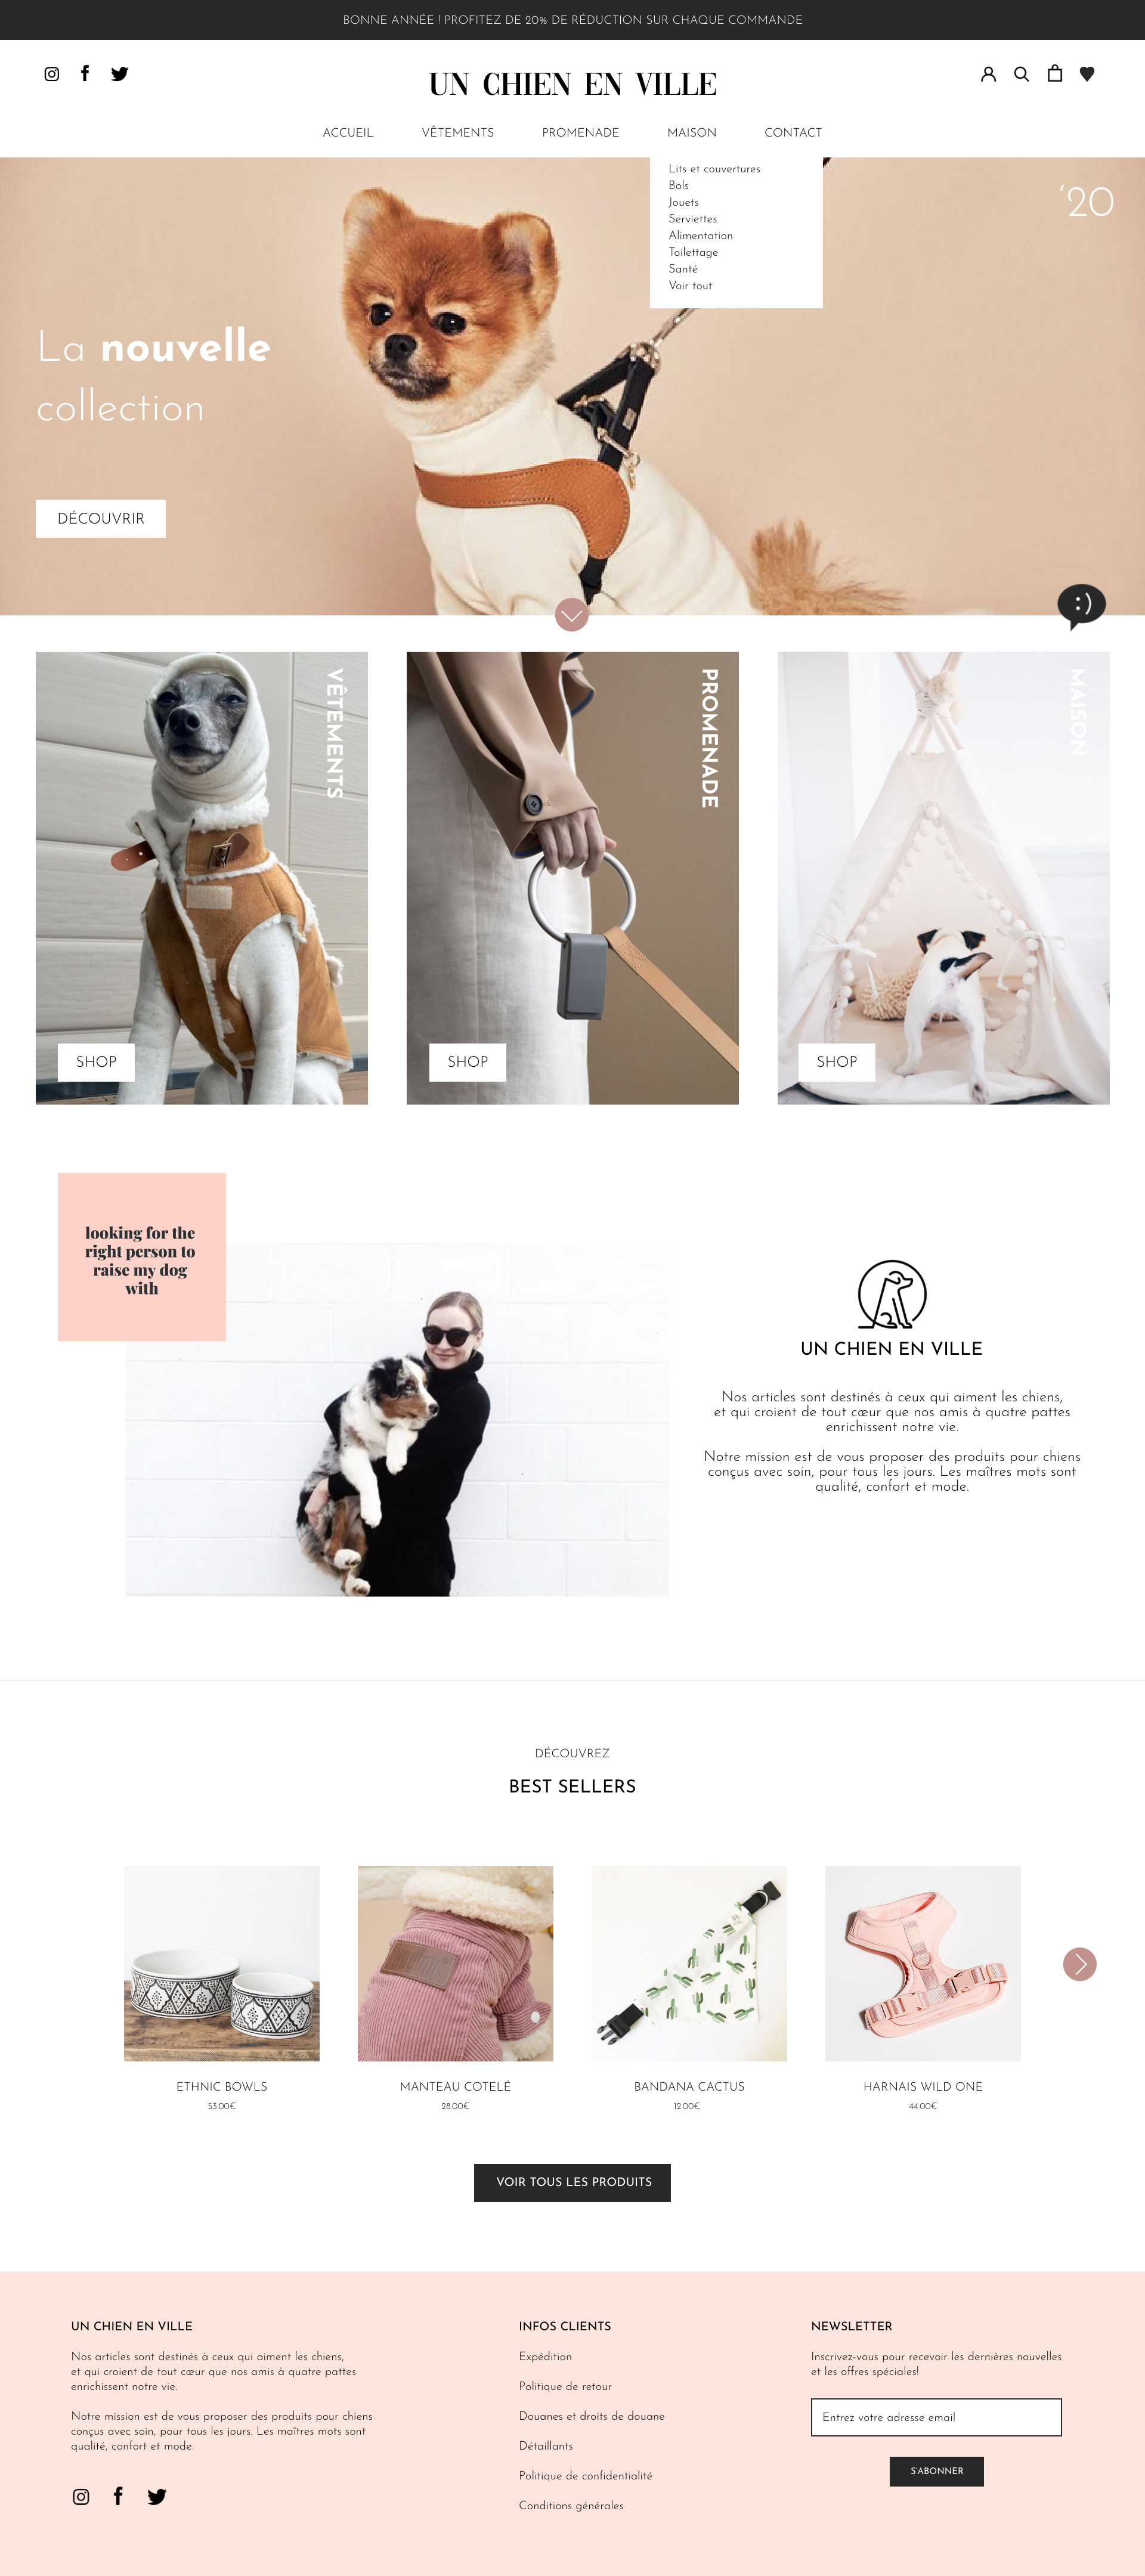 BONNE ANNÉE ! PROFITEZ DE 20% DE RÉDUCTION SUR CHAQUE COMMANDE
UN CHIEN EN VILLE
ACCUEIL
VÊTEMENTS
PROMENADE
MAISON
CONTACT
Lits et couvertures
Bols
Jouets
Serviettes
Alimentation
Toilettage
Santé
Voir tout
‘20
La nouvelle
collection
DÉCOUVRIR
:)
VÊTEMENTS
SHOP
PROMENADE
SHOP
MAISON
SHOP
looking for the
right person to
raise my dog
with
UN CHIEN EN VILLE
Nos articles sont destinés à ceux qui aiment les chiens,
et qui croient de tout cœur que nos amis à quatre pattes
enrichissent notre vie.
Notre mission est de vous proposer des produits pour chiens
conçus avec soin, pour tous les jours. Les maîtres mots sont
qualité, confort et mode.
DÉCOUVREZ
BEST SELLERS
ETHNIC BOWLS
53.00€
MANTEAU COTELÉ
28.00€
BANDANA CACTUS
12.00€
HARNAIS WILD ONE
44.00€
VOIR TOUS LES PRODUITS
UN CHIEN EN VILLE
Nos articles sont destinés à ceux qui aiment les chiens,
et qui croient de tout cœur que nos amis à quatre pattes
enrichissent notre vie.
Notre mission est de vous proposer des produits pour chiens
conçus avec soin, pour tous les jours. Les maîtres mots sont
qualité, confort et mode.
INFOS CLIENTS
Expédition
Politique de retour
Douanes et droits de douane
Détaillants
Politique de confidentialité
Conditions générales
NEWSLETTER
Inscrivez-vous pour recevoir les dernières nouvelles
et les offres spéciales!
Entrez votre adresse email
S'ABONNER